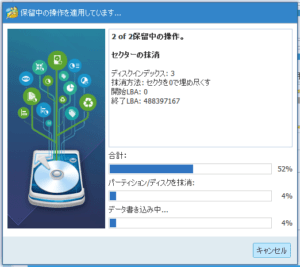 保留中の操作を適用しています...
2 of 2保留中の操作。
セクターの抹消
ディスクインデックス: 3
抹消方法: セクタを0で埋め尽くす
開始LBA: 0
終了LBA: 488397167
合計:
52%
パーティション/ディスクを抹消:
4%
データ書き込み中...
4%
キャンセル